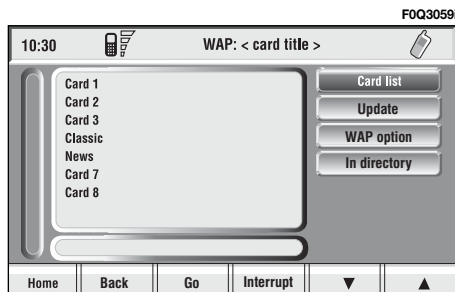 F0Q3059i
10:30 WAP: < card title >
Card 1
Card 2
Card 3
Classic
News
Card 7
Card 8
Card list
Update
WAP option
In directory
Home Back Go Interrupt ▼ ▲